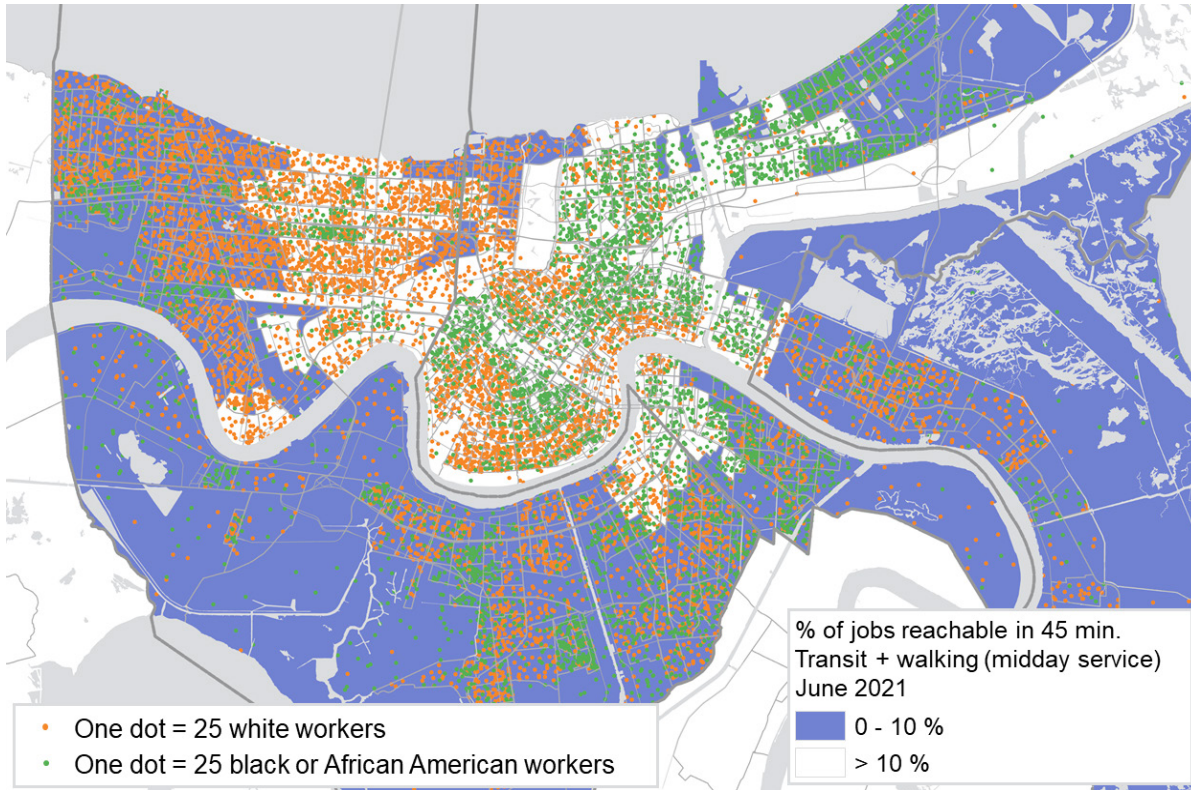 % of jobs reachable in 45 min.
Transit + walking (midday service)
June 2021
0 - 10 %
> 10 %
One dot = 25 white workers
One dot = 25 black or African American workers